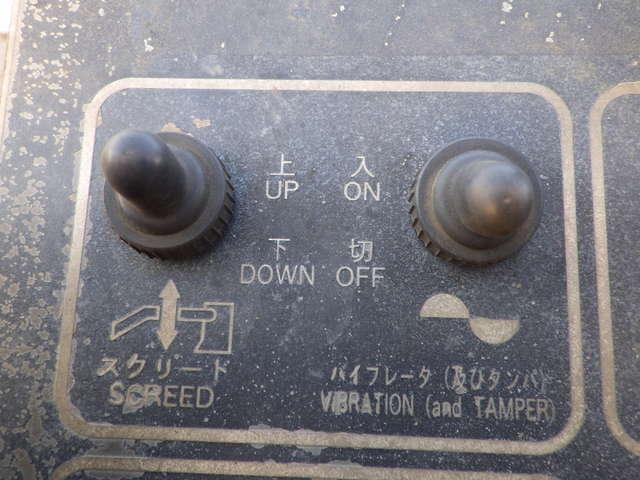 上 入
UP ON
下 切
DOWN OFF
スクリード
SCREED
バイブレータ (及びタンパ)
VIBRATION (and TAMPER)